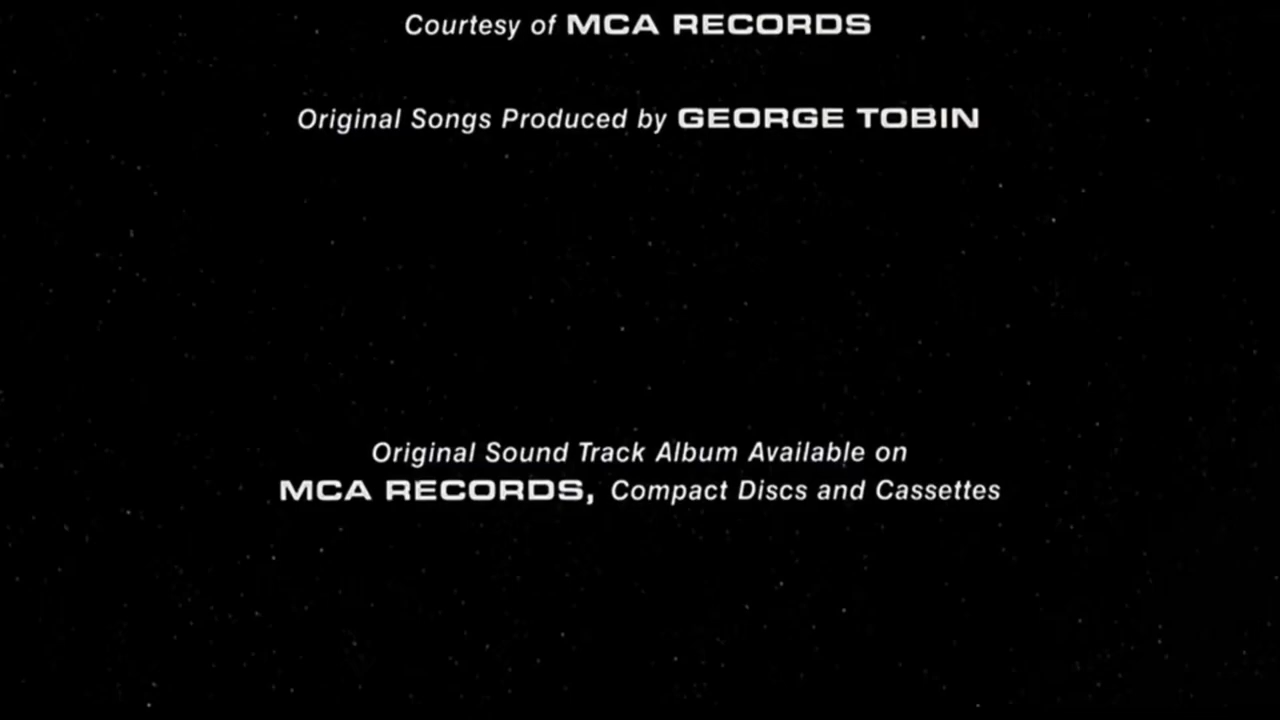 Courtesy of MCA RECORDS
Original Songs Produced by GEORGE TOBIN
Original Sound Track Album Available on
MCA RECORDS, Compact Discs and Cassettes